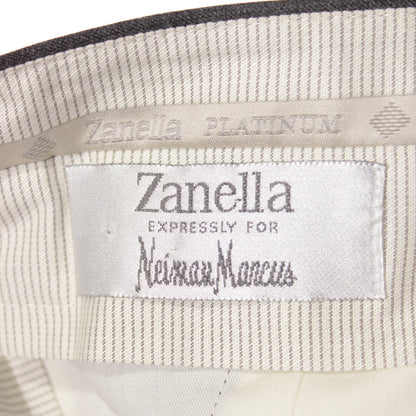 Zanella PLATINUM
Zanella
EXPRESSLY FOR
Neiman Marcus